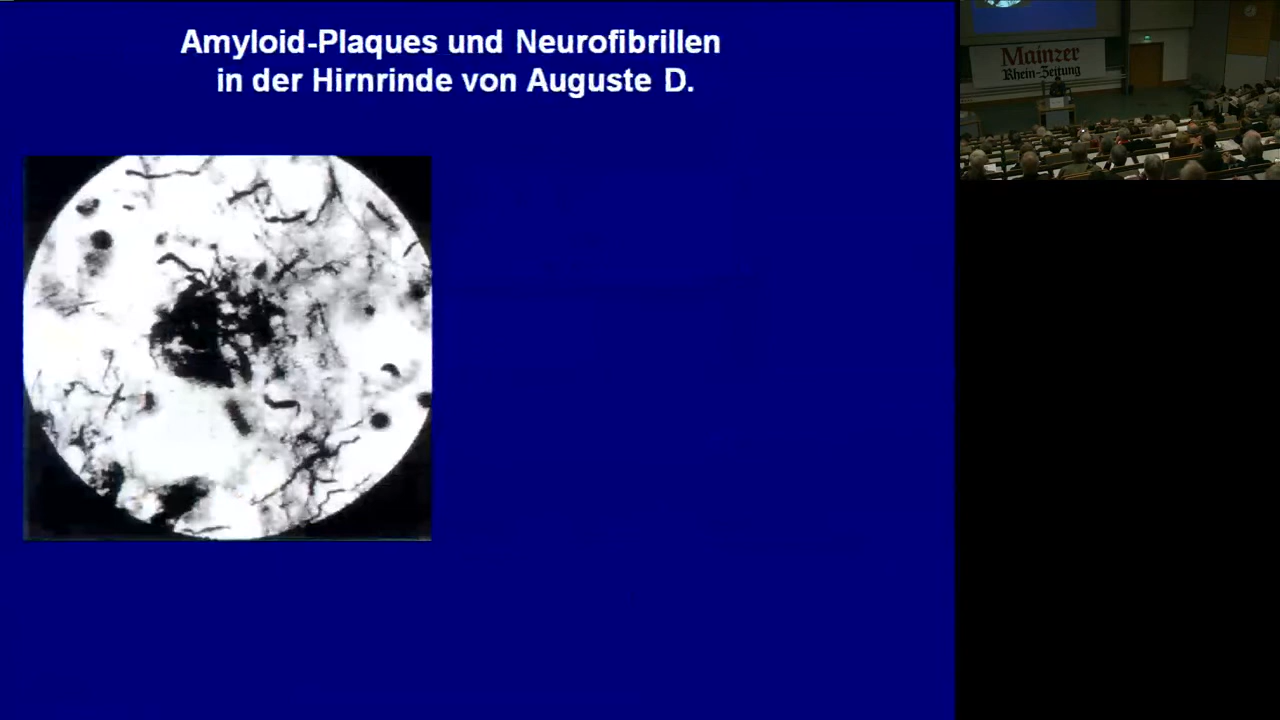 Amyloid-Plaques und Neurofibrillen
in der Hirnrinde von Auguste D.
Mainzer
Rhein-Zeitung